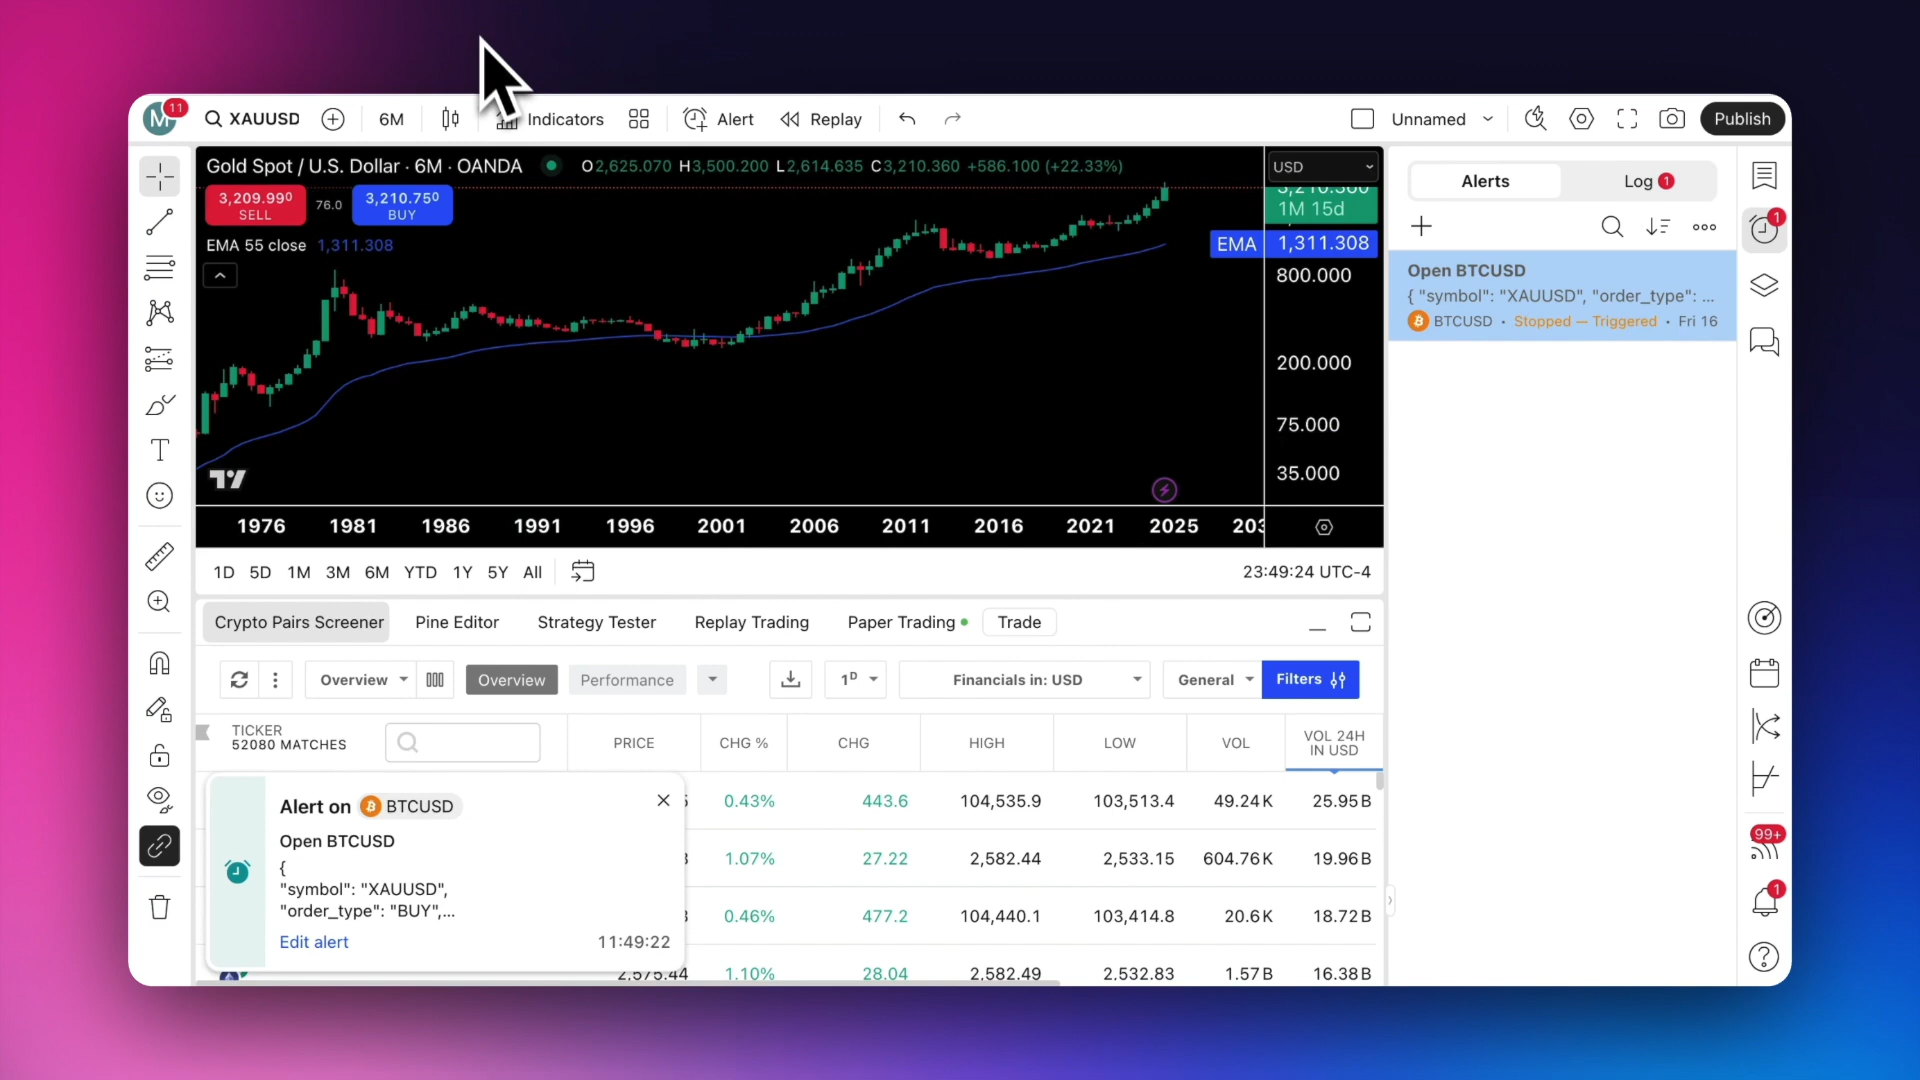 M 11 XAUUSD 6M Indicators Alert Replay Unnamed Publish
Gold Spot / U.S. Dollar · 6M · OANDA O2,625.070 H3,500.200 L2,614.635 C3,210.360 +586.100 (+22.33%)
USD
3,209.990 SELL
76.0
3,210.750 BUY
3,210.360
1M 15d
EMA 55 close 1,311.308
EMA 1,311.308
800.000
200.000
75.000
35.000
1976 1981 1986 1991 1996 2001 2006 2011 2016 2021 2025
1D 5D 1M 3M 6M YTD 1Y 5Y All
23:49:24 UTC-4
Alerts Log 1
Open BTCUSD
{ "symbol": "XAUUSD", "order_type": ...
BTCUSD · Stopped — Triggered · Fri 16
1
99+
1
Crypto Pairs Screener Pine Editor Strategy Tester Replay Trading Paper Trading Trade
Overview Overview Performance 1D Financials in: USD General Filters
TICKER
52080 MATCHES
PRICE CHG % CHG HIGH LOW VOL VOL 24H IN USD
0.43% 443.6 104,535.9 103,513.4 49.24K 25.95B
1.07% 27.22 2,582.44 2,533.15 604.76K 19.96B
0.46% 477.2 104,440.1 103,414.8 20.6K 18.72B
2,575.44 1.10% 28.04 2,582.49 2,532.83 1.57B 16.38B
Alert on BTCUSD
Open BTCUSD
{
"symbol": "XAUUSD",
"order_type": "BUY",...
Edit alert 11:49:22